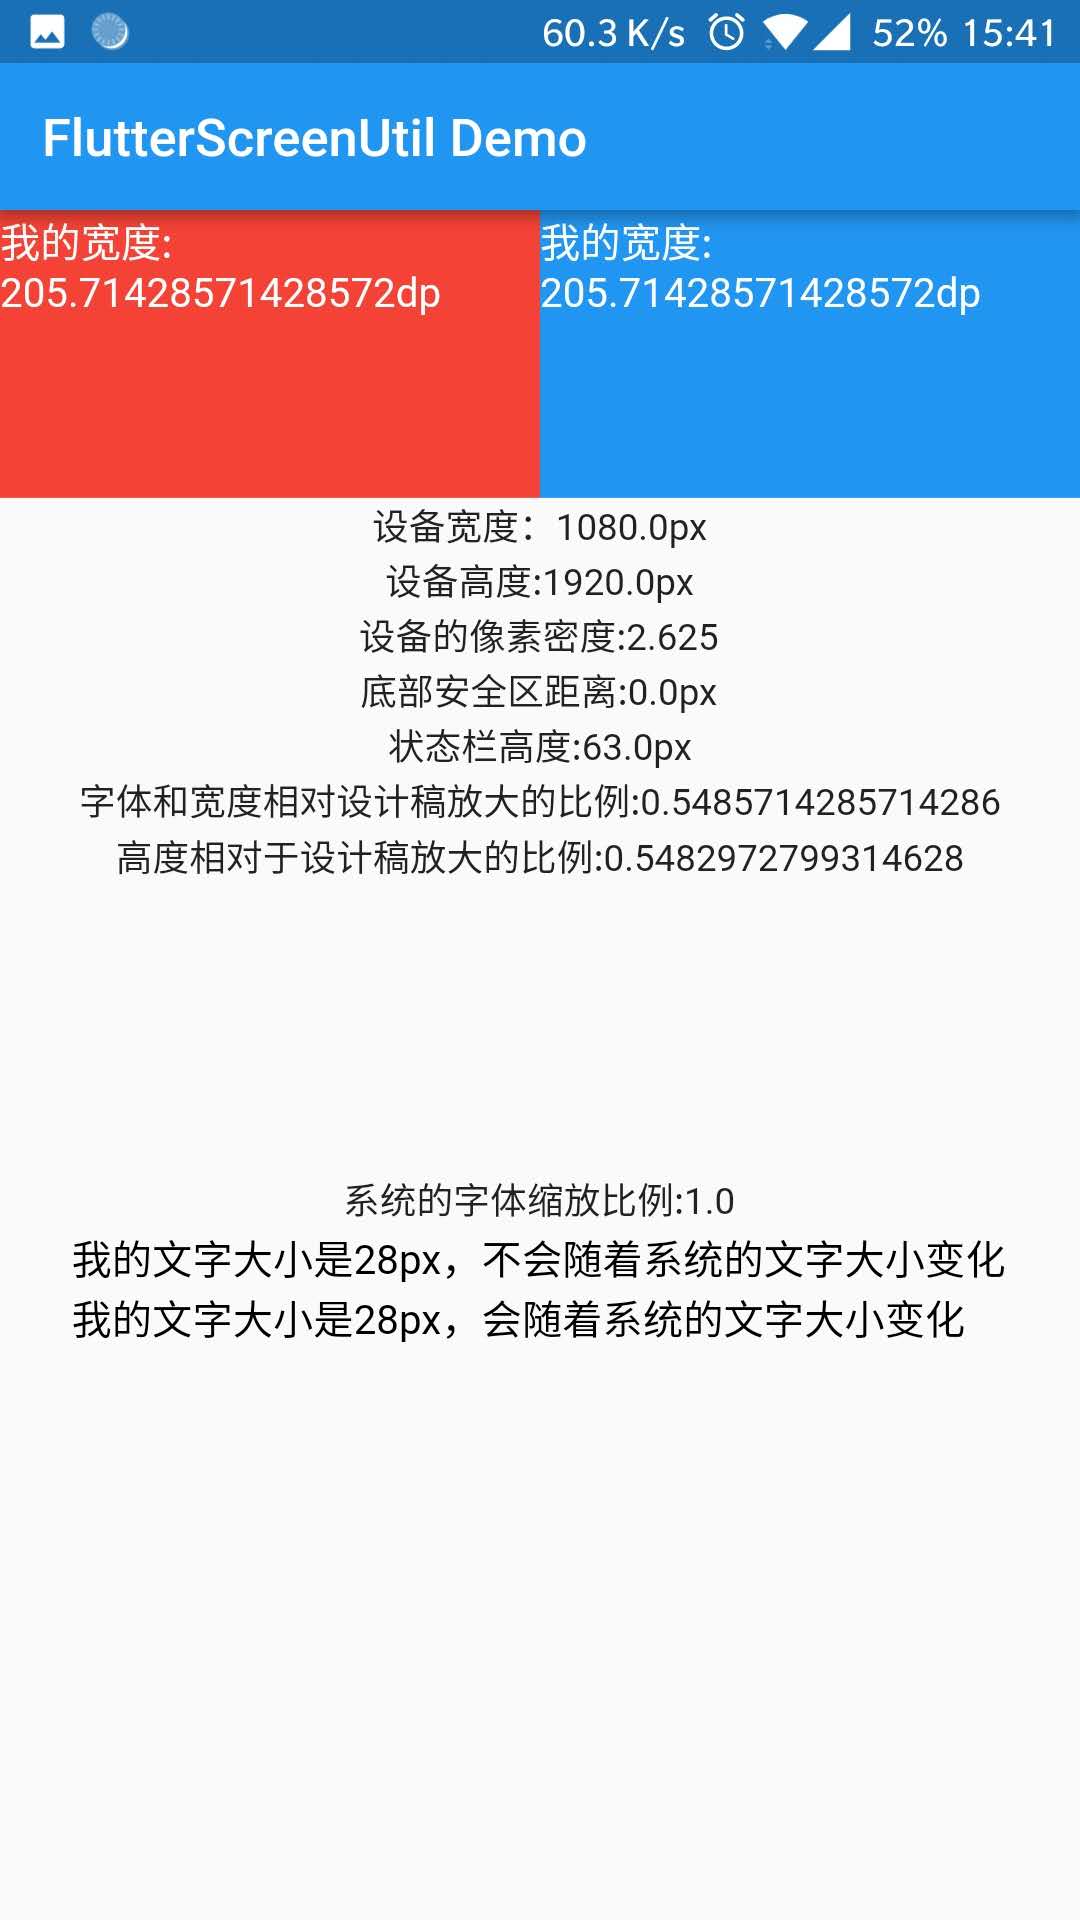 60.3 K/s 52% 15:41
FlutterScreenUtil Demo
我的宽度:
205.71428571428572dp
我的宽度:
205.71428571428572dp
设备宽度：1080.0px
设备高度:1920.0px
设备的像素密度:2.625
底部安全区距离:0.0px
状态栏高度:63.0px
字体和宽度相对设计稿放大的比例:0.5485714285714286
高度相对于设计稿放大的比例:0.5482972799314628
系统的字体缩放比例:1.0
我的文字大小是28px，不会随着系统的文字大小变化
我的文字大小是28px，会随着系统的文字大小变化